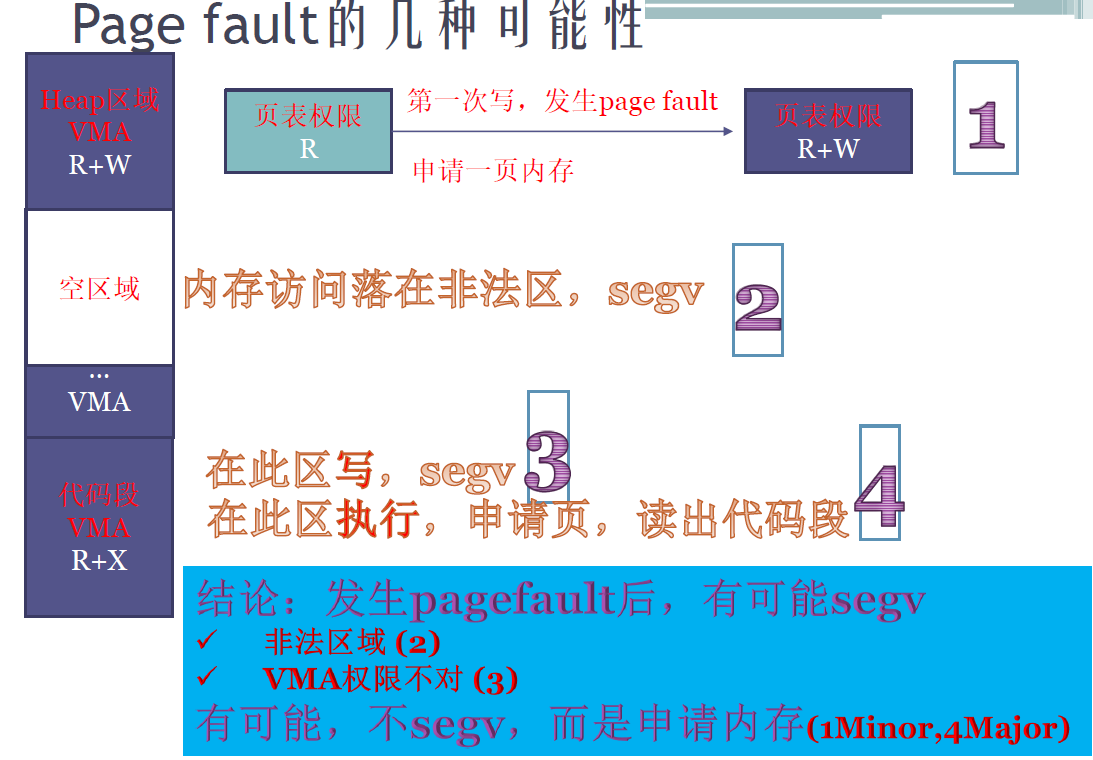 Page fault的几种可能性
Heap区域
VMA
R+W
页表权限
R
第一次写，发生page fault
申请一页内存
页表权限
R+W
1
空区域
内存访问落在非法区，segv
2
...
VMA
代码段
VMA
R+X
在此区写，segv
3
在此区执行，申请页，读出代码段
4
结论：发生pagefault后，有可能segv
✓ 非法区域 (2)
✓ VMA权限不对 (3)
有可能，不segv，而是申请内存(1Minor,4Major)